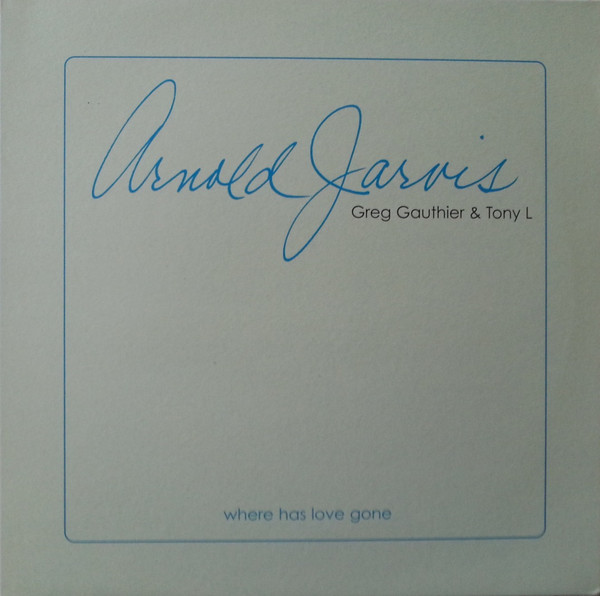 Arnold Jarvis
Greg Gauthier & Tony L
where has love gone